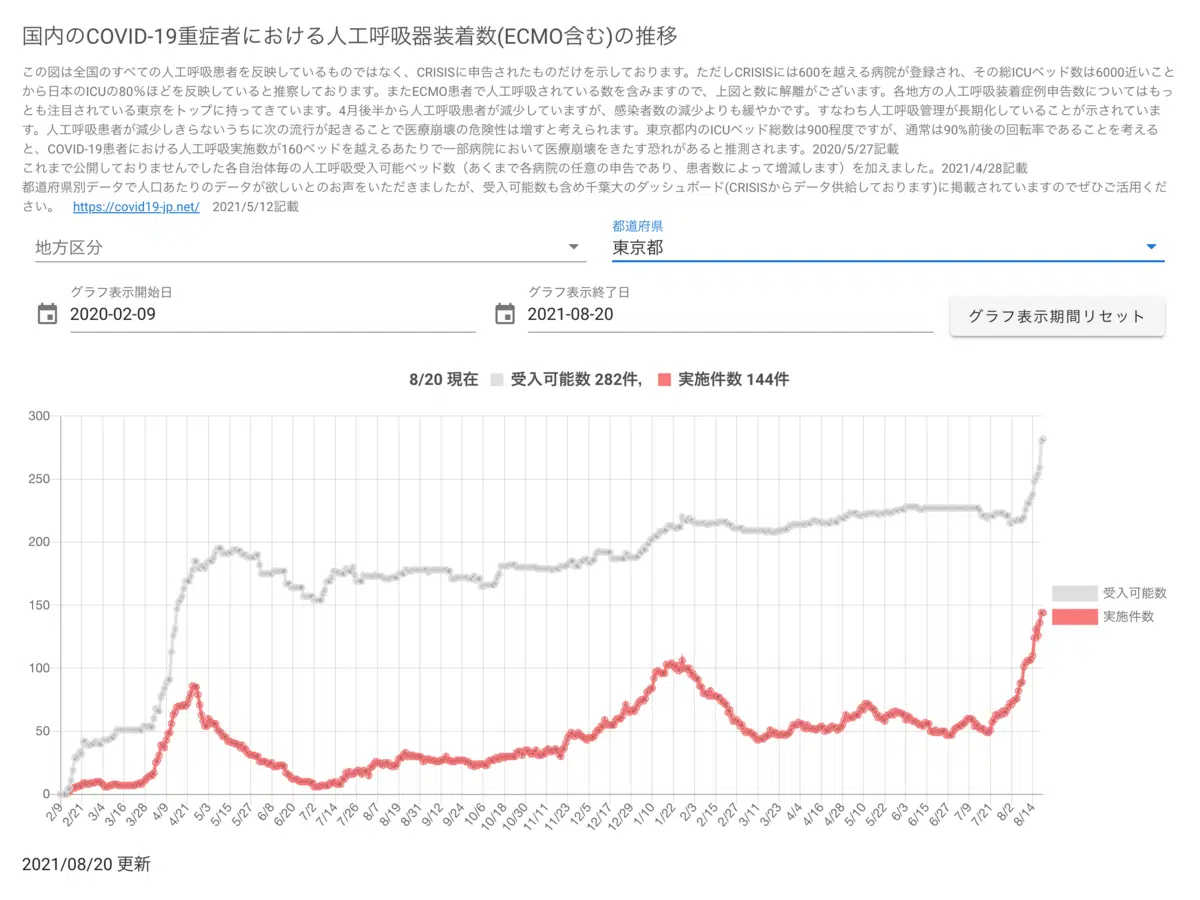 国内のCOVID-19重症者における人工呼吸器装着数(ECMO含む)の推移
この図は全国のすべての人工呼吸患者を反映しているものではなく、CRISISに申告されたものだけを示しております。ただしCRISISには600を越える病院が登録され、その総ICUベッド数は6000近いこと
から日本のICUの80％ほどを反映していると推察しております。またECMO患者で人工呼吸されている数を含みますので、上図と数に解離がございます。各地方の人工呼吸装着症例申告数についてはもっ
とも注目されている東京をトップに持ってきています。4月後半から人工呼吸患者が減少していますが、感染者数の減少よりも緩やかです。すなわち人工呼吸管理が長期化していることが示されていま
す。人工呼吸患者が減少しきらないうちに次の流行が起きることで医療崩壊の危険性は増すと考えられます。東京都内のICUベッド総数は900程度ですが、通常は90%前後の回転率であることを考える
と、COVID-19患者における人工呼吸実施数が160ベッドを越えるあたりで一部病院において医療崩壊をきたす恐れがあると推測されます。2020/5/27記載
これまで公開しておりませんでした各自治体毎の人工呼吸受入可能ベッド数（あくまで各病院の任意の申告であり、患者数によって増減します）を加えました。2021/4/28記載
都道府県別データで人口あたりのデータが欲しいとのお声をいただきましたが、受入可能数も含め千葉大のダッシュボード(CRISISからデータ供給しております)に掲載されていますのでぜひご活用くだ
さい。 https://covid19-jp.net/ 2021/5/12記載
都道府県
地方区分 東京都
グラフ表示開始日 グラフ表示終了日
2020-02-09 2021-08-20 グラフ表示期間リセット
8/20 現在 受入可能数 282件, 実施件数 144件
300
250
200
150
100
50
0
受入可能数
実施件数
2/9 2/21 3/4 3/16 3/28 4/9 4/21 5/3 5/15 5/27 6/8 6/20 7/2 7/14 7/26 8/7 8/19 8/31 9/12 9/24 10/6 10/18 10/30 11/11 11/23 12/5 12/17 12/29 1/10 1/22 2/3 2/15 2/27 3/11 3/23 4/4 4/16 4/28 5/10 5/22 6/3 6/15 6/27 7/9 7/21 8/2 8/14
2021/08/20 更新